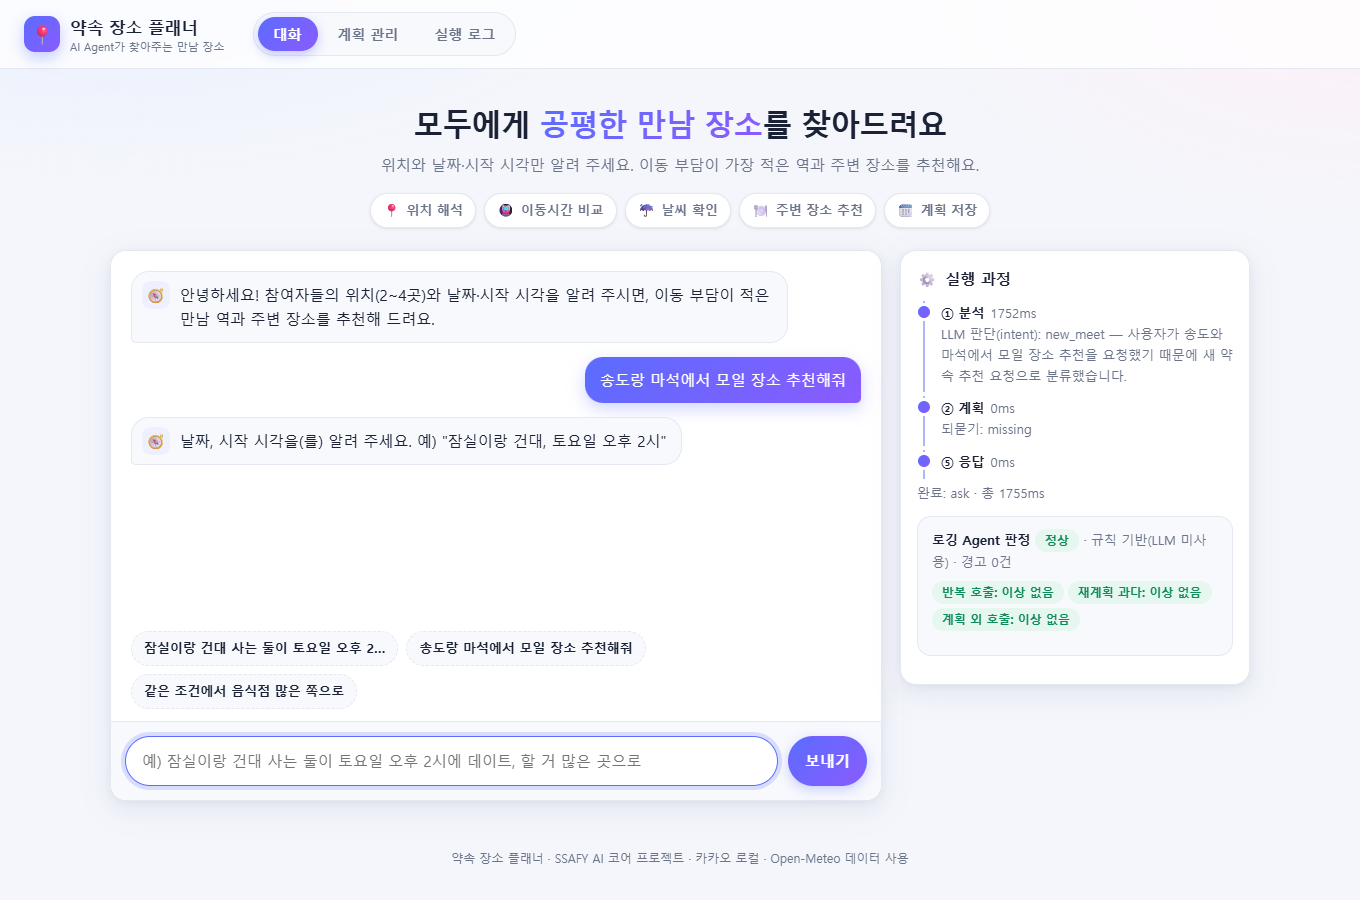 약속 장소 플래너
AI Agent가 찾아주는 만남 장소
대화
계획 관리
실행 로그
모두에게 공평한 만남 장소를 찾아드려요
위치와 날짜·시작 시각만 알려 주세요. 이동 부담이 가장 적은 역과 주변 장소를 추천해요.
위치 해석
이동시간 비교
날씨 확인
주변 장소 추천
계획 저장
안녕하세요! 참여자들의 위치(2~4곳)와 날짜·시작 시각을 알려 주시면, 이동 부담이 적은
만남 역과 주변 장소를 추천해 드려요.
송도랑 마석에서 모일 장소 추천해줘
날짜, 시작 시각을(를) 알려 주세요. 예) "잠실이랑 건대, 토요일 오후 2시"
잠실이랑 건대 사는 둘이 토요일 오후 2...
송도랑 마석에서 모일 장소 추천해줘
같은 조건에서 음식점 많은 쪽으로
예) 잠실이랑 건대 사는 둘이 토요일 오후 2시에 데이트, 할 거 많은 곳으로
보내기
실행 과정
① 분석 1752ms
LLM 판단(intent): new_meet — 사용자가 송도와
마석에서 모일 장소 추천을 요청했기 때문에 새 약
속 추천 요청으로 분류했습니다.
② 계획 0ms
되묻기: missing
⑤ 응답 0ms
완료: ask · 총 1755ms
로깅 Agent 판정 정상 · 규칙 기반(LLM 미사
용) · 경고 0건
반복 호출: 이상 없음
재계획 과다: 이상 없음
계획 외 호출: 이상 없음
약속 장소 플래너 · SSAFY AI 코어 프로젝트 · 카카오 로컬 · Open-Meteo 데이터 사용